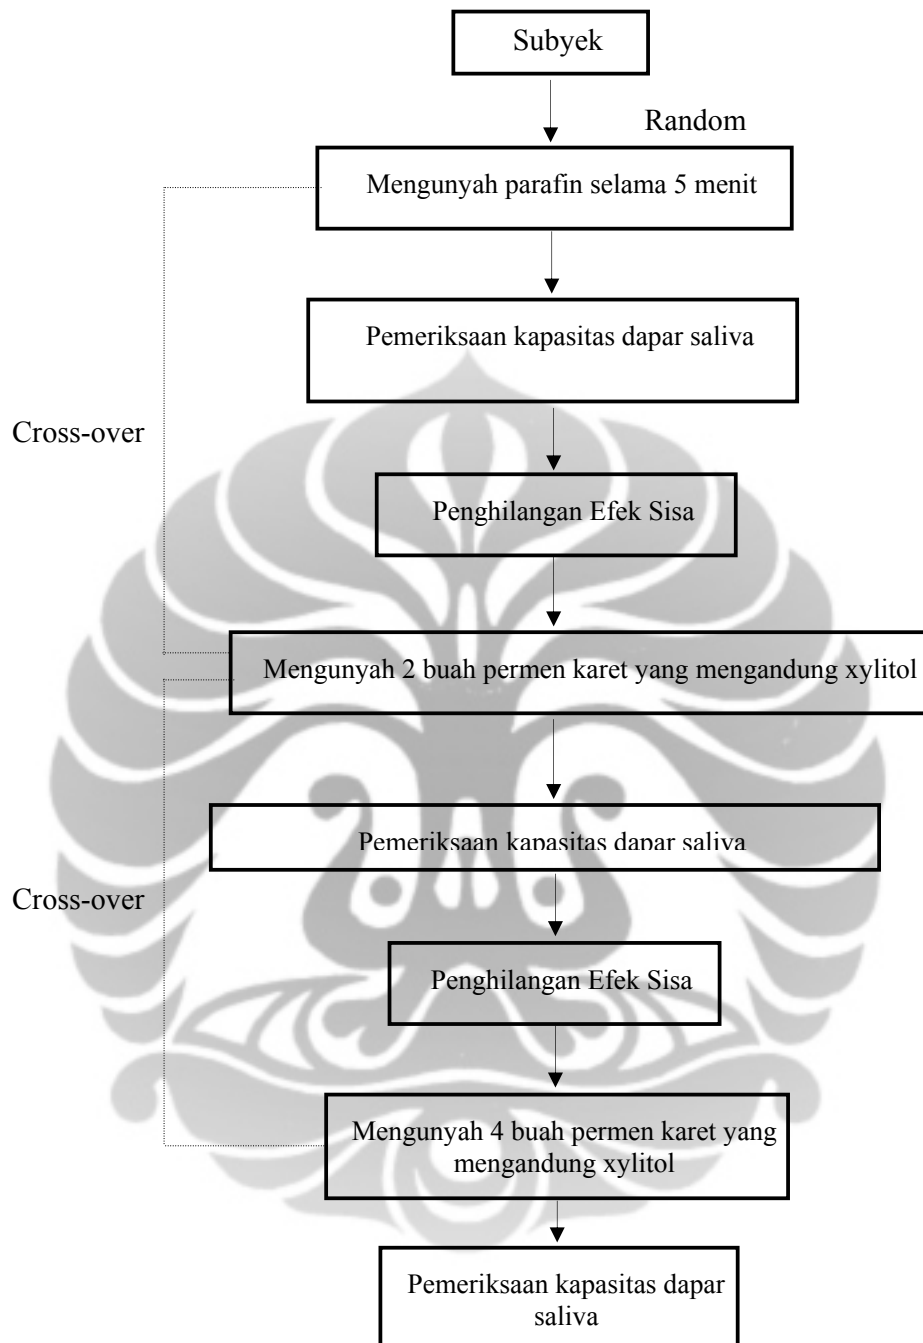 Subyek
Random
Mengunyah parafin selama 5 menit
Pemeriksaan kapasitas dapar saliva
Cross-over
Penghilangan Efek Sisa
Mengunyah 2 buah permen karet yang mengandung xylitol
Pemeriksaan kapasitas dapar saliva
Cross-over
Penghilangan Efek Sisa
Mengunyah 4 buah permen karet yang
mengandung xylitol
Pemeriksaan kapasitas dapar
saliva